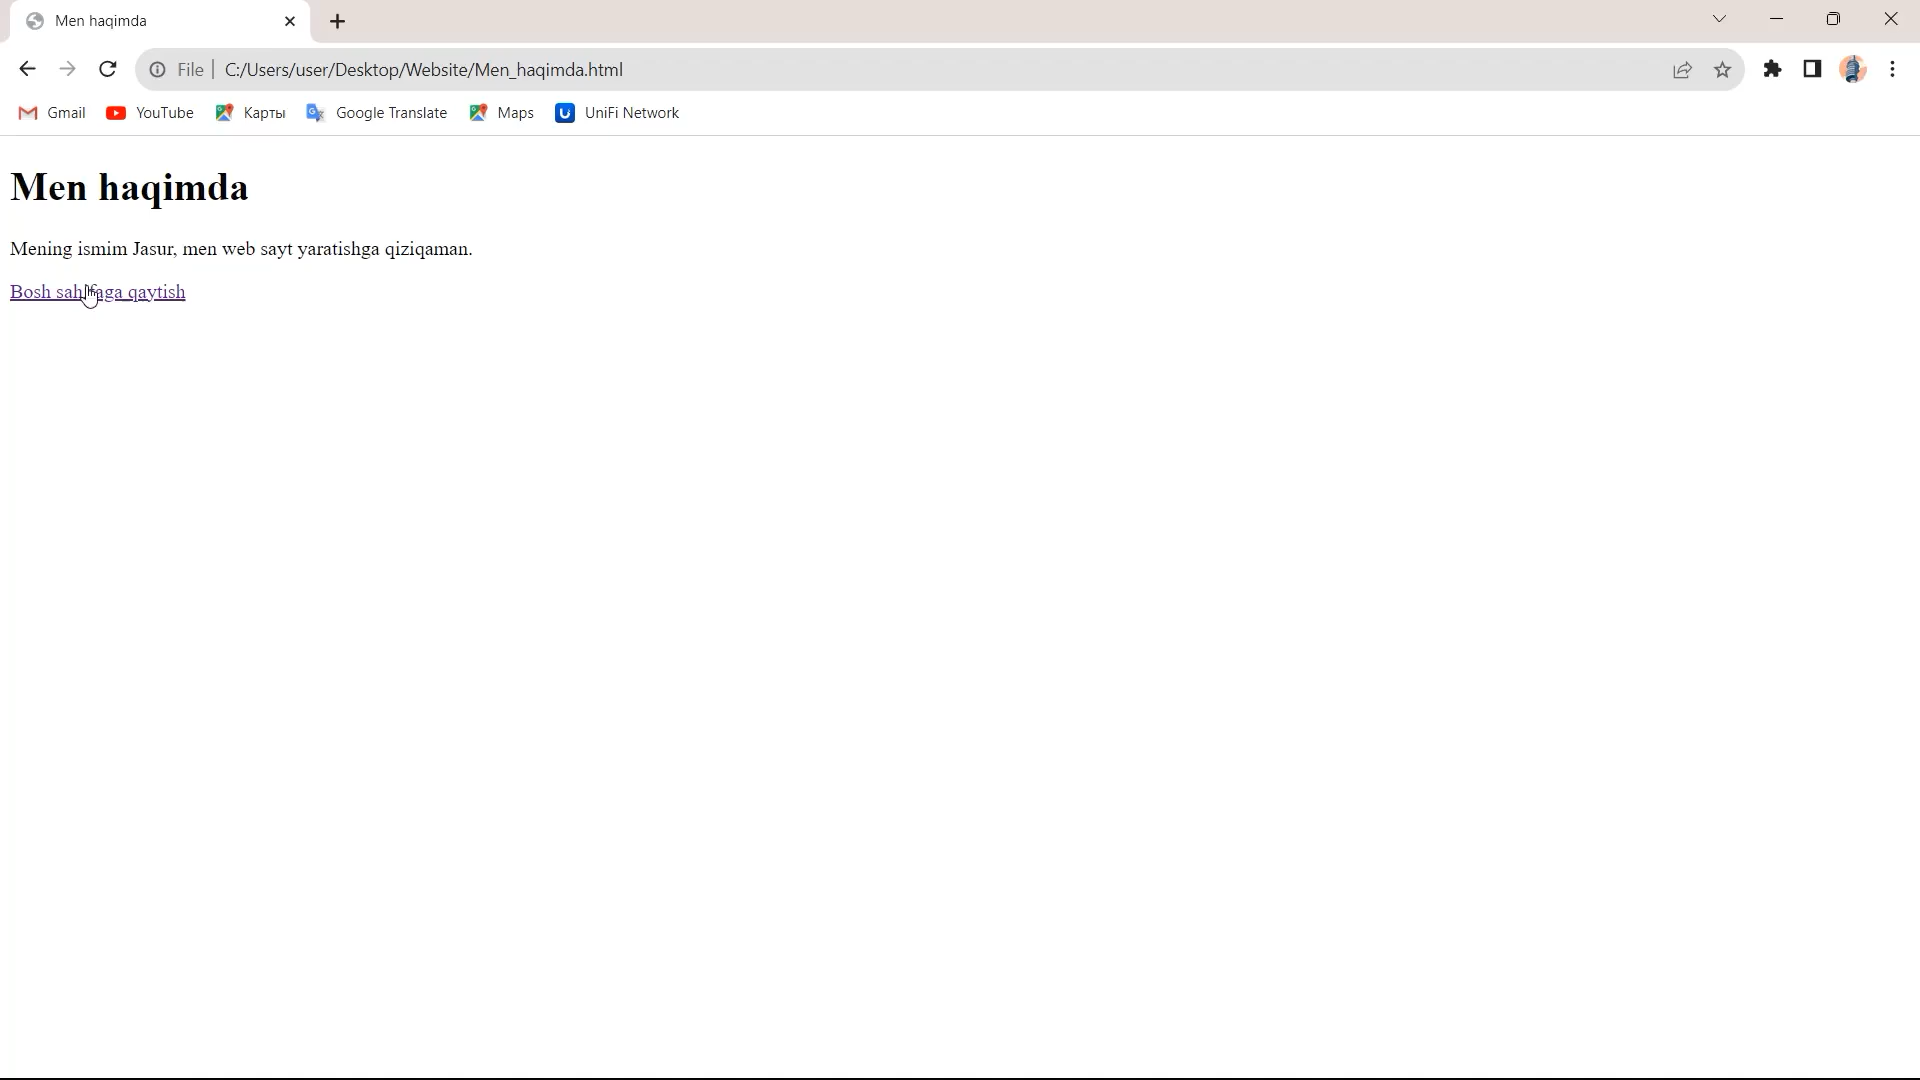 Men haqimda
File
C:/Users/user/Desktop/Website/Men_haqimda.html
Gmail YouTube Карты Google Translate Maps UniFi Network
Men haqimda
Mening ismim Jasur, men web sayt yaratishga qiziqaman.
Bosh sahifaga qaytish